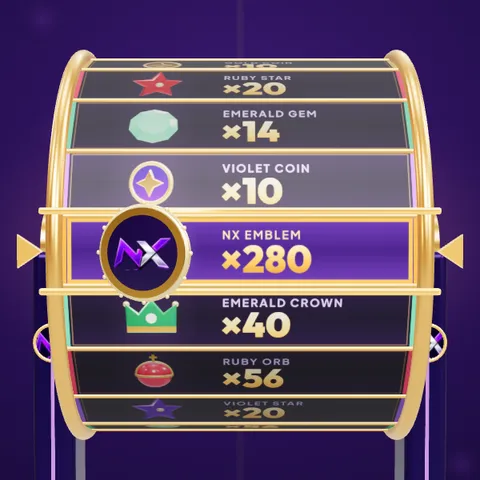 ×10
RUBY STAR
×20
EMERALD GEM
×14
VIOLET COIN
×10
NX
NX EMBLEM
×280
EMERALD CROWN
×40
RUBY ORB
×56
VIOLET STAR
×20